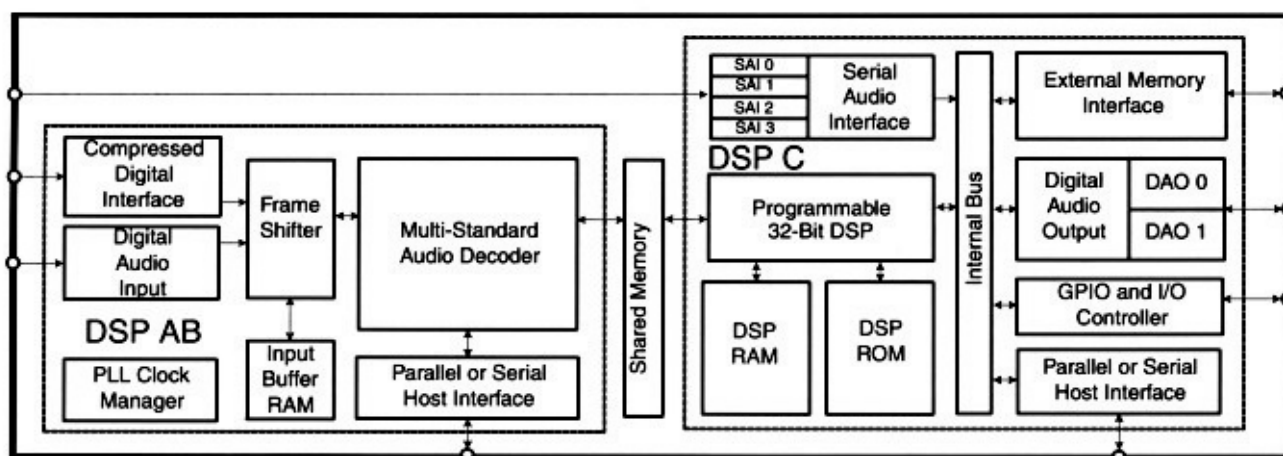 SAI 0
SAI 1
SAI 2
SAI 3
Serial
Audio
Interface
DSP C
External Memory
Interface
Compressed
Digital
Interface
Digital
Audio
Input
Frame
Shifter
Multi-Standard
Audio Decoder
DSP AB
PLL Clock
Manager
Input
Buffer
RAM
Parallel or Serial
Host Interface
Shared Memory
Programmable
32-Bit DSP
DSP
RAM
DSP
ROM
Internal Bus
Digital
Audio
Output
DAO 0
DAO 1
GPIO and I/O
Controller
Parallel or Serial
Host Interface